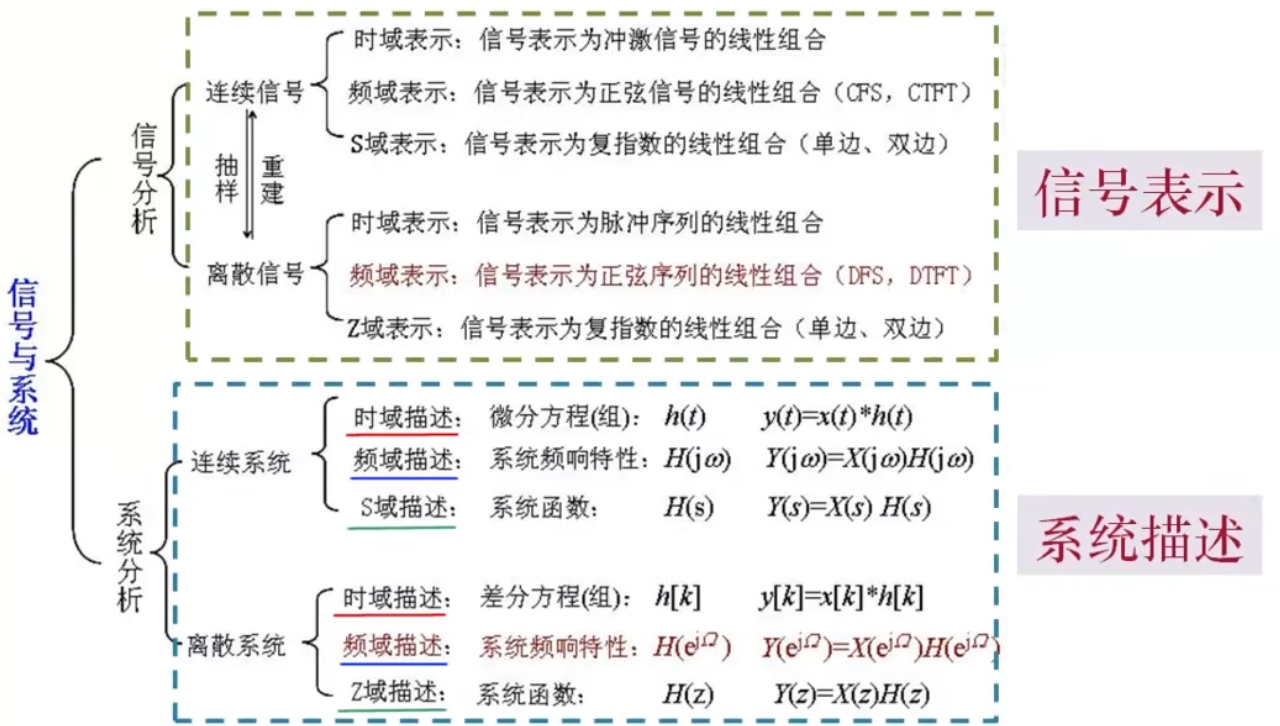 信号与系统
信号分析
连续信号
时域表示：信号表示为冲激信号的线性组合
频域表示：信号表示为正弦信号的线性组合（CFS，CTFT）
S域表示：信号表示为复指数的线性组合（单边、双边）
抽样
重建
离散信号
时域表示：信号表示为脉冲序列的线性组合
频域表示：信号表示为正弦序列的线性组合（DFS，DTFT）
Z域表示：信号表示为复指数的线性组合（单边、双边）
信号表示
系统分析
连续系统
时域描述：微分方程(组)：h(t) y(t)=x(t)*h(t)
频域描述：系统频响特性：H(jω) Y(jω)=X(jω)H(jω)
S域描述：系统函数：H(s) Y(s)=X(s) H(s)
离散系统
时域描述：差分方程(组)：h[k] y[k]=x[k]*h[k]
频域描述：系统频响特性：H(e^jΩ) Y(e^jΩ)=X(e^jΩ)H(e^jΩ)
Z域描述：系统函数：H(z) Y(z)=X(z)H(z)
系统描述